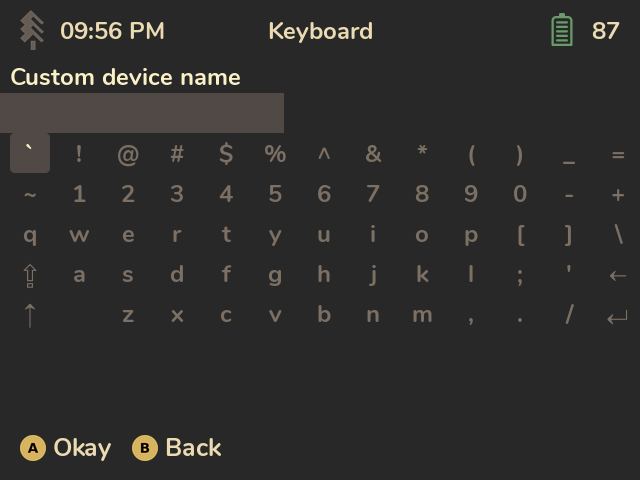 09:56 PM Keyboard 87
Custom device name
` ! @ # $ % ^ & * ( ) _ =
~ 1 2 3 4 5 6 7 8 9 0 - +
q w e r t y u i o p [ ] \
⇪ a s d f g h j k l ; ' ←
↑ z x c v b n m , . / ↵
A Okay B Back